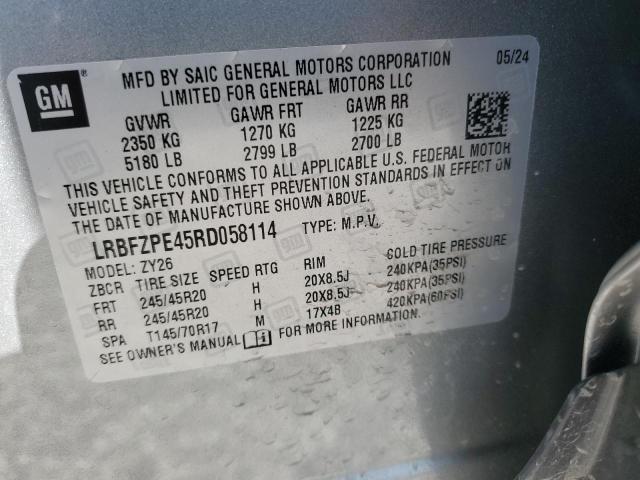 GM ®
MFD BY SAIC GENERAL MOTORS CORPORATION 05/24
LIMITED FOR GENERAL MOTORS LLC
GVWR GAWR FRT GAWR RR
2350 KG 1270 KG 1225 KG
5180 LB 2799 LB 2700 LB
THIS VEHICLE CONFORMS TO ALL APPLICABLE U.S. FEDERAL MOTOR
VEHICLE SAFETY AND THEFT PREVENTION STANDARDS IN EFFECT ON
THE DATE OF MANUFACTURE SHOWN ABOVE.
LRBFZPE45RD058114 TYPE: M.P.V.
MODEL: ZY26
ZBCR TIRE SIZE SPEED RTG RIM COLD TIRE PRESSURE
FRT 245/45R20 H 20X8.5J 240KPA(35PSI)
RR 245/45R20 H 20X8.5J 240KPA(35PSI)
SPA T145/70R17 M 17X4B 420KPA(60PSI)
SEE OWNER'S MANUAL FOR MORE INFORMATION